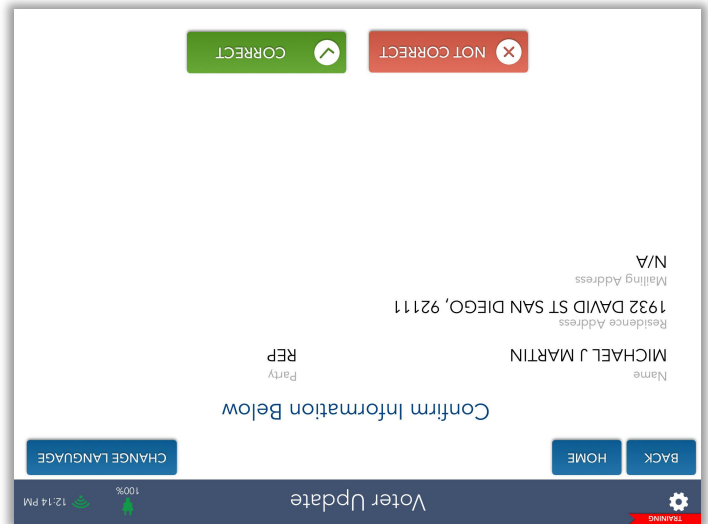 TRAINING
Voter Update
100%
12:14 PM
BACK
HOME
CHANGE LANGUAGE
Confirm Information Below
Name
Party
MICHAEL J MARTIN
REP
Residence Address
1932 DAVID ST SAN DIEGO, 92111
Mailing Address
N/A
NOT CORRECT
CORRECT